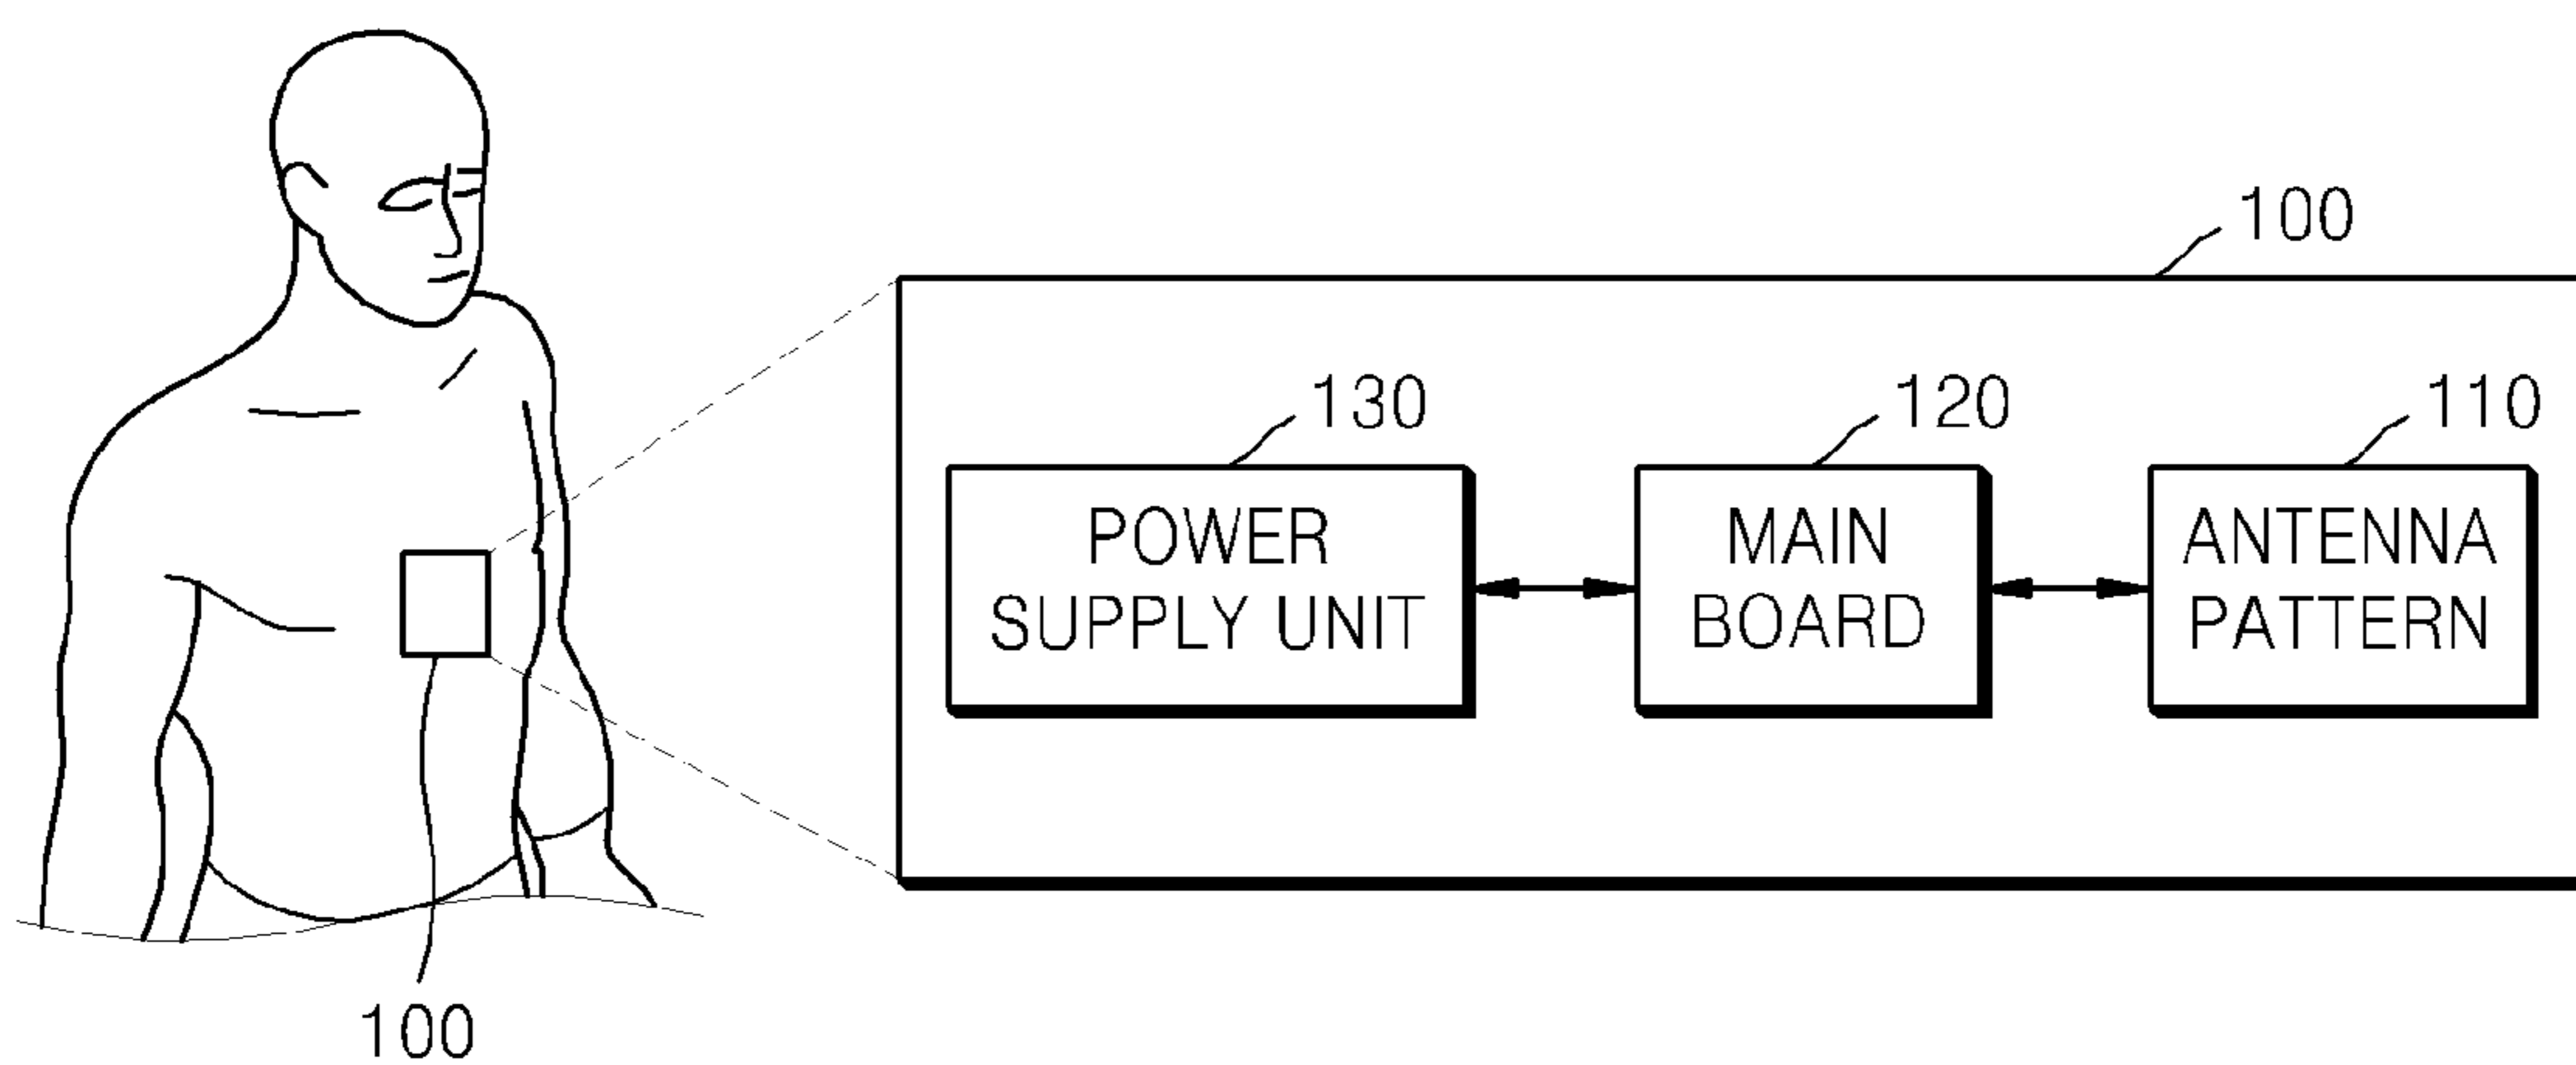 100
130
120
110
POWER
SUPPLY UNIT
MAIN
BOARD
ANTENNA
PATTERN
100